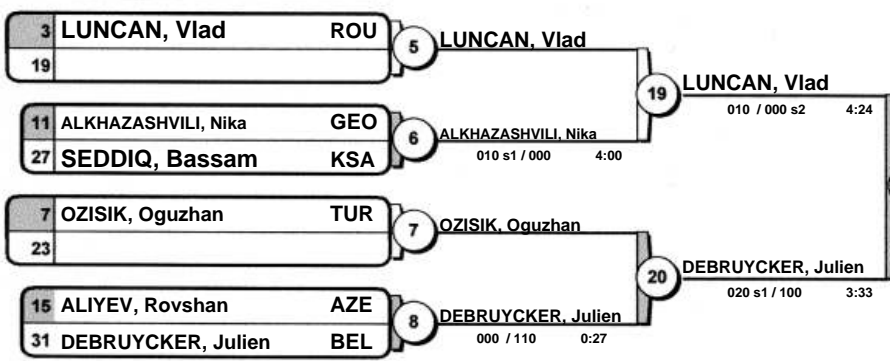 3 LUNCAN, Vlad ROU
19
5 LUNCAN, Vlad
11 ALKHAZASHVILI, Nika GEO
27 SEDDIQ, Bassam KSA
6 ALKHAZASHVILI, Nika
010 s1 / 000 4:00
19 LUNCAN, Vlad
010 / 000 s2 4:24
7 OZISIK, Oguzhan TUR
23
7 OZISIK, Oguzhan
15 ALIYEV, Rovshan AZE
31 DEBRUYCKER, Julien BEL
8 DEBRUYCKER, Julien
000 / 110 0:27
20 DEBRUYCKER, Julien
020 s1 / 100 3:33